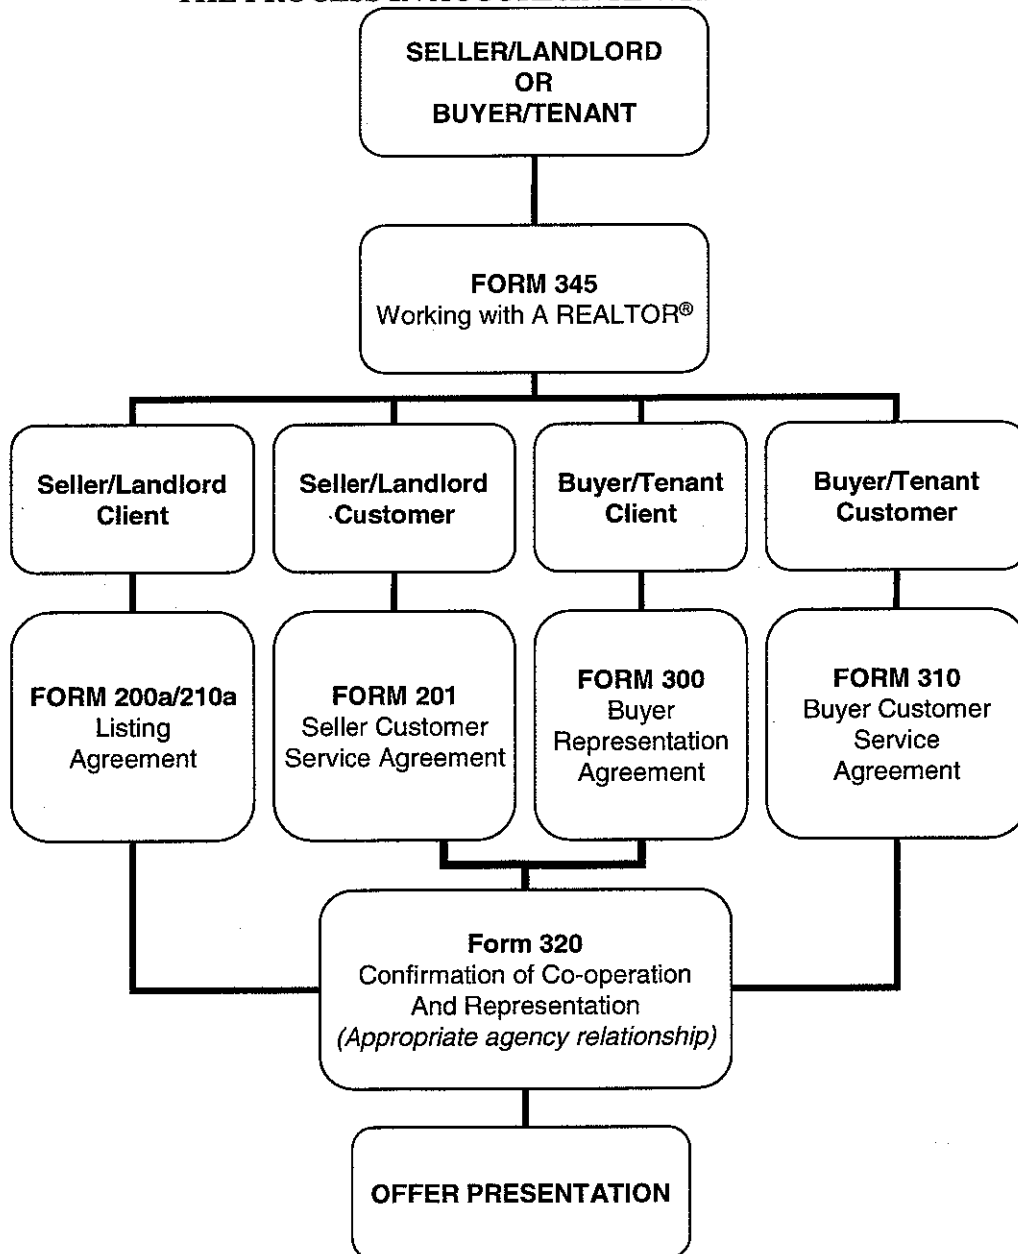 SELLER/LANDLORD
OR
BUYER/TENANT
FORM 345
Working with A REALTOR®
Seller/Landlord
Client
Seller/Landlord
Customer
Buyer/Tenant
Client
Buyer/Tenant
Customer
FORM 200a/210a
Listing
Agreement
FORM 201
Seller Customer
Service Agreement
FORM 300
Buyer
Representation
Agreement
FORM 310
Buyer Customer
Service
Agreement
Form 320
Confirmation of Co-operation
And Representation
(Appropriate agency relationship)
OFFER PRESENTATION